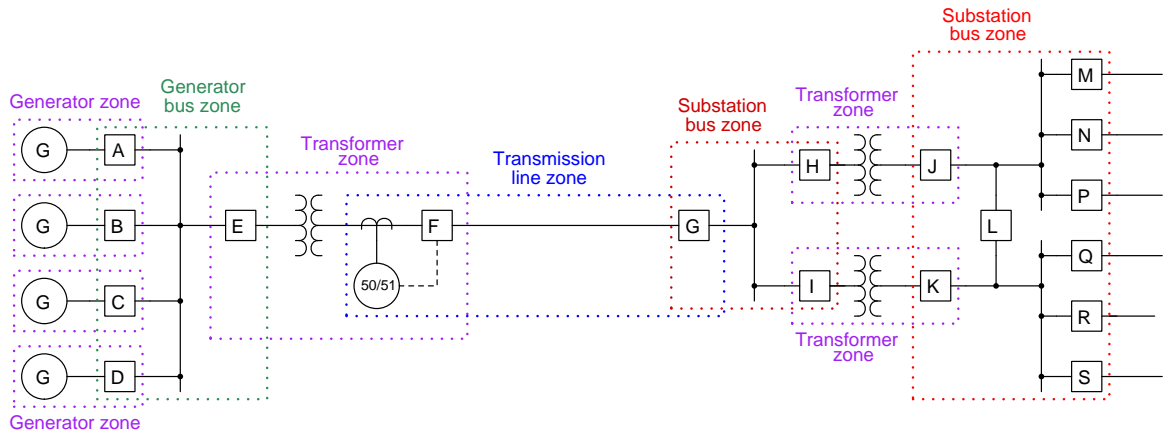 Substation
bus zone
Generator
bus zone
Generator zone
Transformer
zone
Transmission
line zone
Substation
bus zone
Transformer
zone
M
N
P
G
A
H
J
G
B
E
F
G
L
50/51
Q
G
C
I
K
R
G
D
S
Transformer
zone
Generator zone